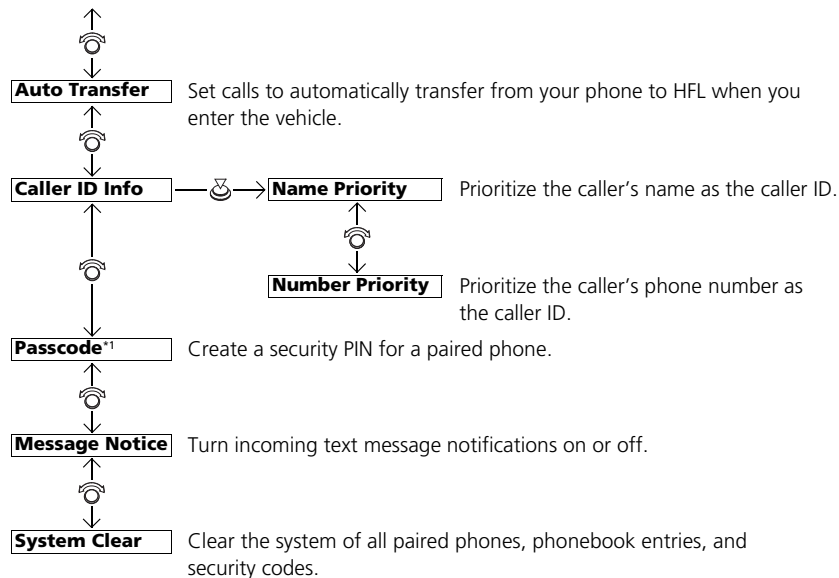 Auto Transfer Set calls to automatically transfer from your phone to HFL when you
enter the vehicle.
Caller ID Info Name Priority Prioritize the caller’s name as the caller ID.
Number Priority Prioritize the caller’s phone number as
the caller ID.
Passcode*1 Create a security PIN for a paired phone.
Message Notice Turn incoming text message notifications on or off.
System Clear Clear the system of all paired phones, phonebook entries, and
security codes.